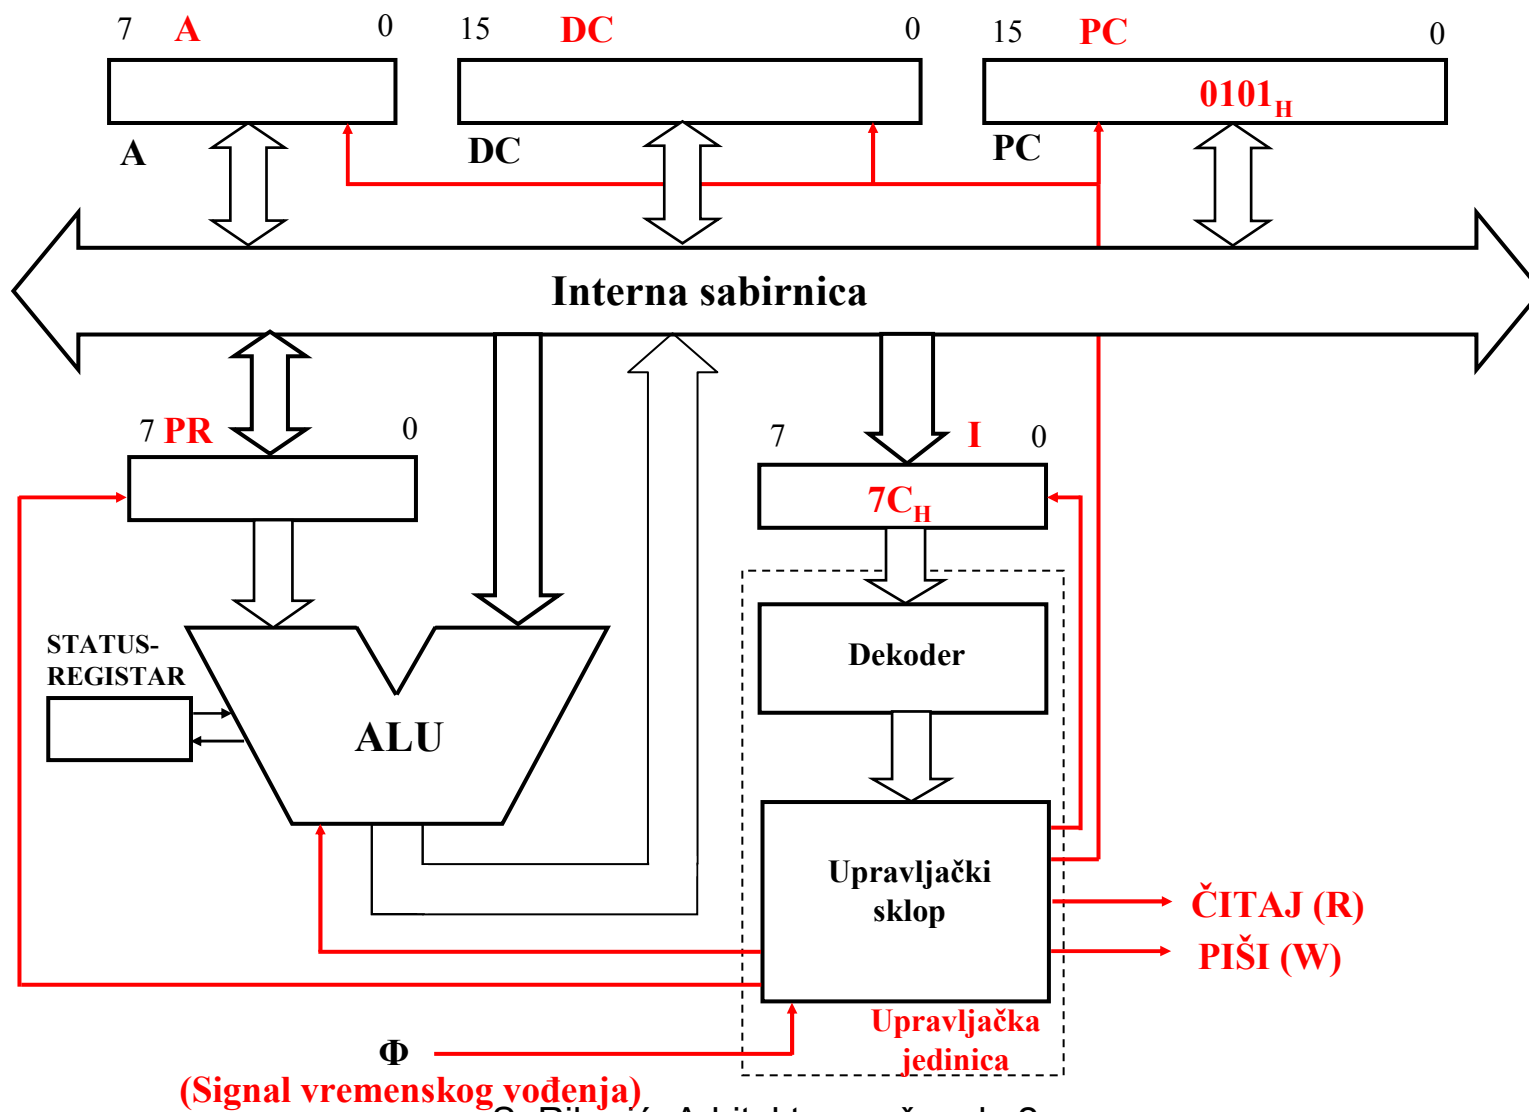 7 A 0 15 DC 0 15 PC 0
0101H
A DC PC
Interna sabirnica
7 PR 0 7 I 0
7CH
STATUS-
REGISTAR
Dekoder
ALU
Upravljački
sklop
ČITAJ (R)
PIŠI (W)
Upravljačka
jedinica
Φ
(Signal vremenskog vođenja)